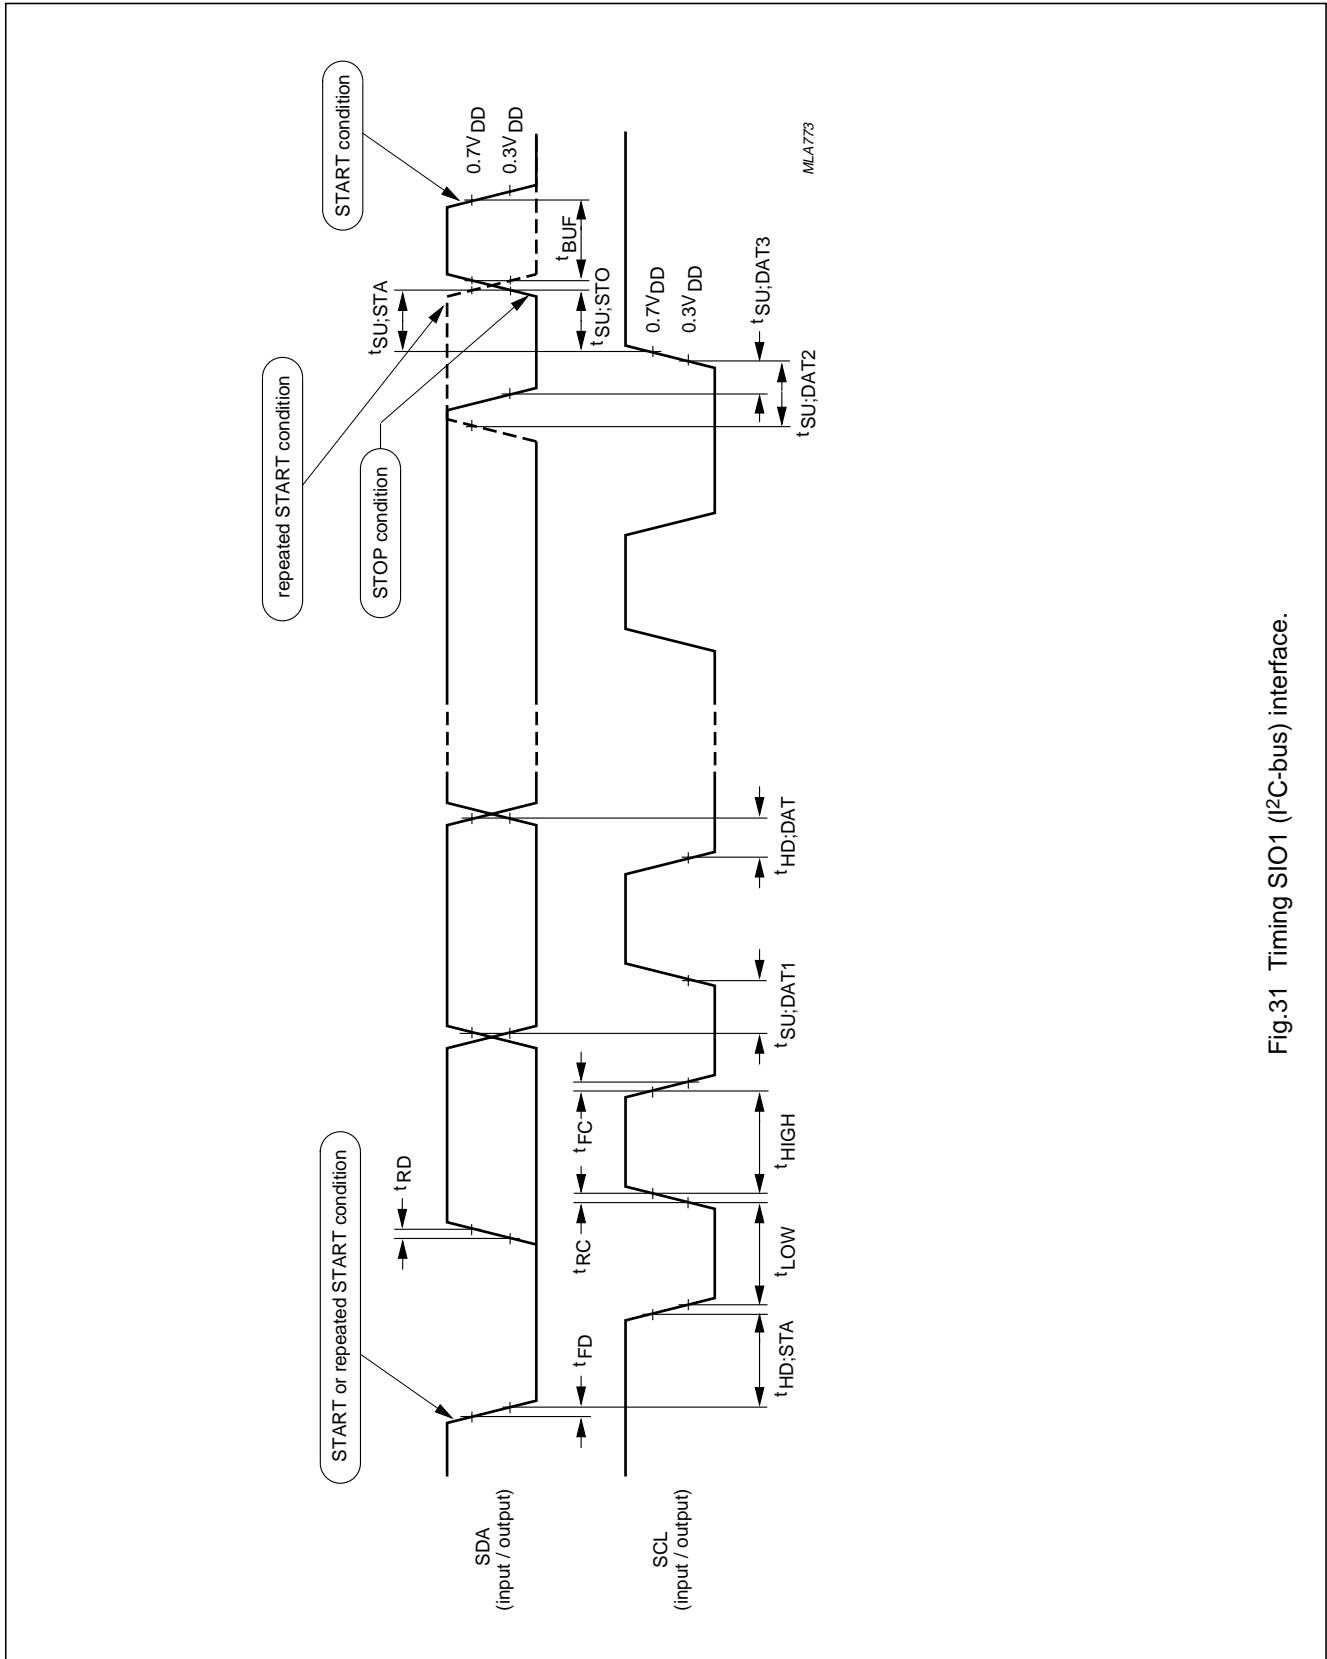 START or repeated START condition
repeated START condition
START condition
STOP condition
SDA
(input / output)
tRD
tFD
tSU;STA
0.7VDD
0.3VDD
tBUF
tSU;STO
tRC
tFC
SCL
(input / output)
0.7VDD
0.3VDD
tHD;STA
tLOW
tHIGH
tSU;DAT1
tHD;DAT
tSU;DAT3
tSU;DAT2
MLA773
Fig.31 Timing SIO1 (I²C-bus) interface.